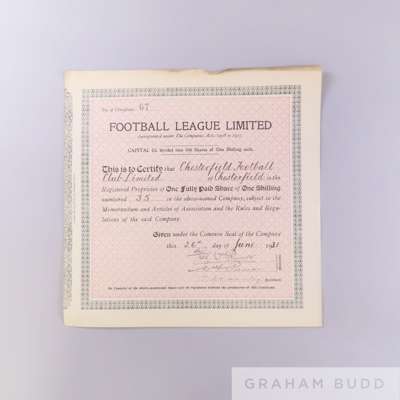 No. of Certificate 67
FOOTBALL LEAGUE LIMITED
Incorporated under The Companies Acts, 1908 to 1917.
CAPITAL £5, divided into 100 Shares of One Shilling each.
This is to Certify that Chesterfield Football
Club Limited of Chesterfield is the
Registered Proprietor of One Fully Paid Share of One Shilling
numbered 35 in the above-named Company, subject to the
Memorandum and Articles of Association and the Rules and Regu-
lations of the said Company.
Given under the Common Seal of the Company
this 26th day of June 1931
GRAHAM BUDD